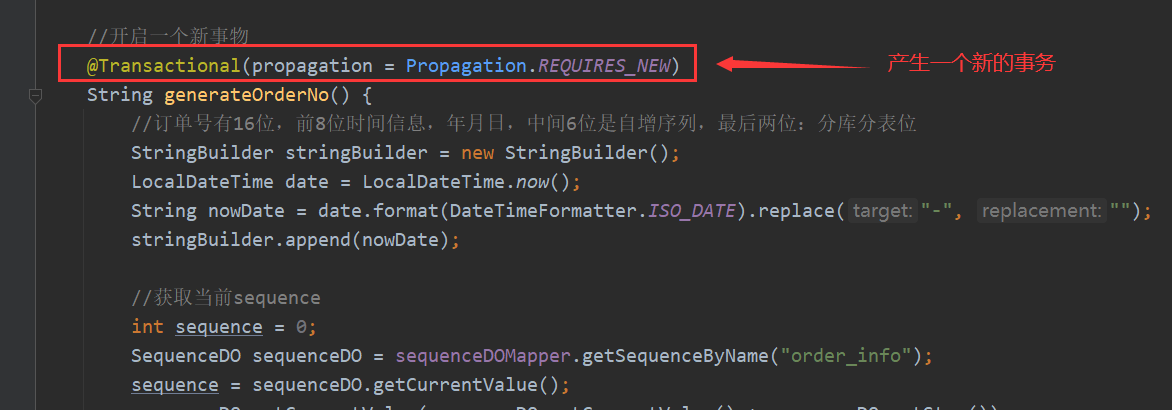 //开启一个新事物
@Transactional(propagation = Propagation.REQUIRES_NEW)
产生一个新的事务
String generateOrderNo() {
//订单号有16位，前8位时间信息，年月日，中间6位是自增序列，最后两位：分库分表位
StringBuilder stringBuilder = new StringBuilder();
LocalDateTime date = LocalDateTime.now();
String nowDate = date.format(DateTimeFormatter.ISO_DATE).replace( target: "-", replacement: "");
stringBuilder.append(nowDate);
//获取当前sequence
int sequence = 0;
SequenceDO sequenceDO = sequenceDOMapper.getSequenceByName("order_info");
sequence = sequenceDO.getCurrentValue();